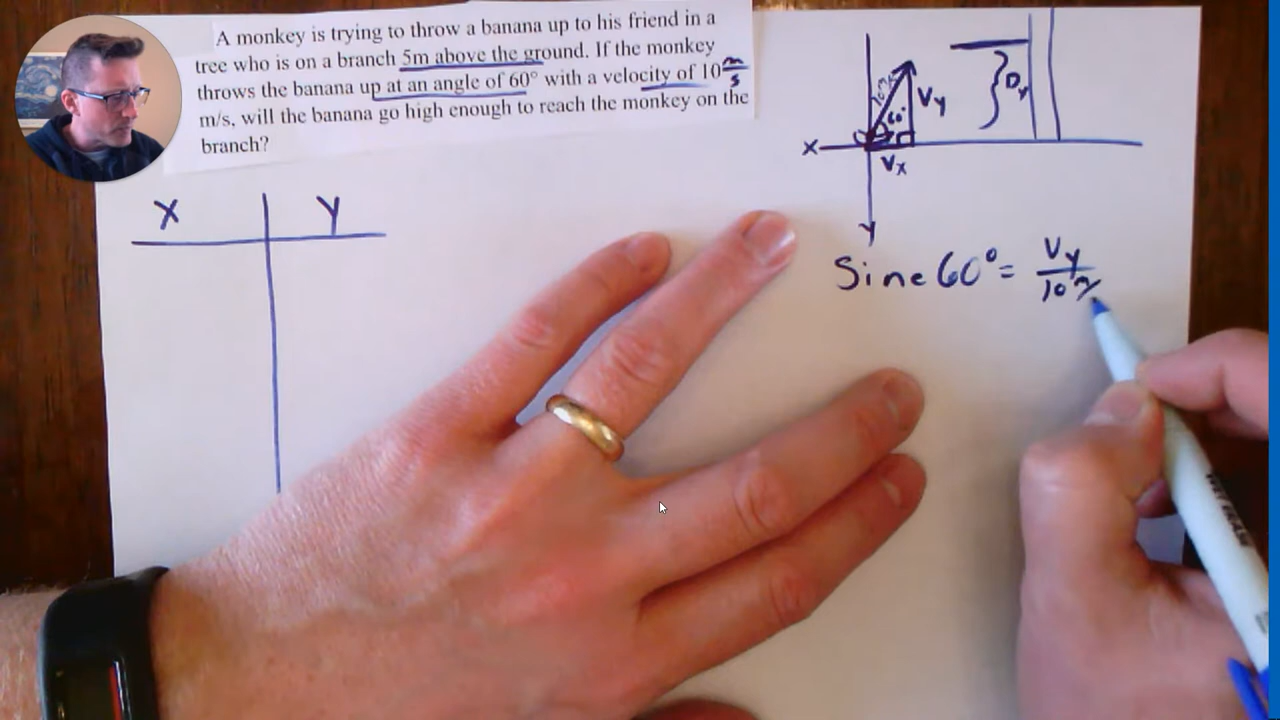 A monkey is trying to throw a banana up to his friend in a
tree who is on a branch 5m above the ground. If the monkey
throws the banana up at an angle of 60° with a velocity of 10 m/s
m/s, will the banana go high enough to reach the monkey on the
branch?
X Y
60°
Vy
Dy
X
Vx
Y
Sine 60° = Vy / 10 m/s